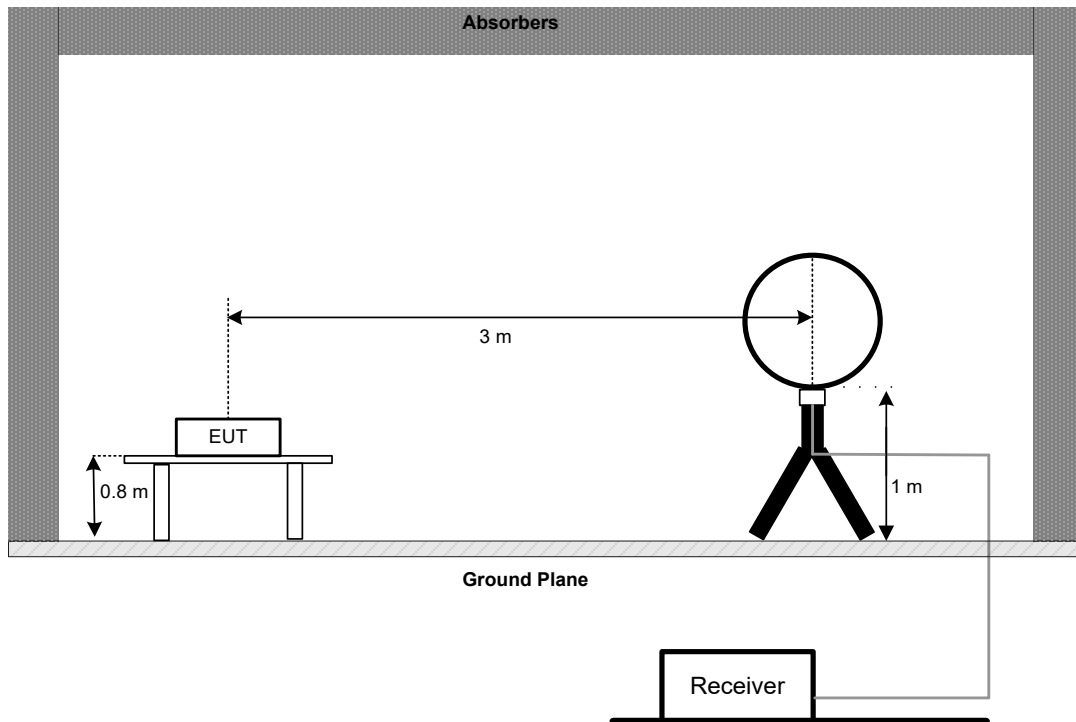 Absorbers
3 m
EUT
0.8 m
1 m
Ground Plane
Receiver